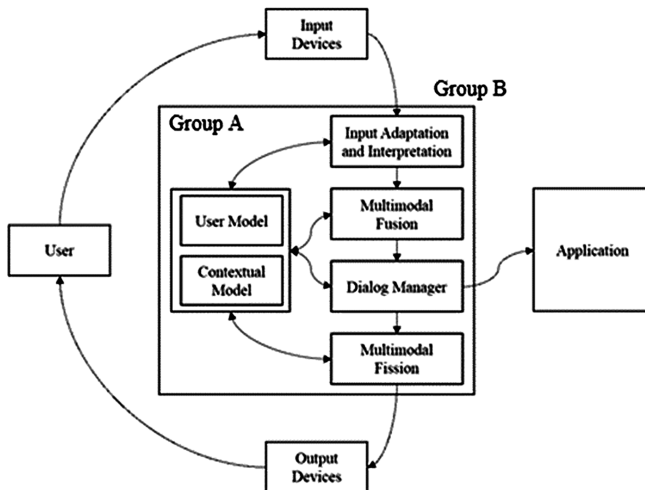 Input
Devices
Group B
Group A
Input Adaptation
and Interpretation
User Model
Multimodal
Fusion
User
Contextual
Model
Dialog Manager
Application
Multimodal
Fission
Output
Devices